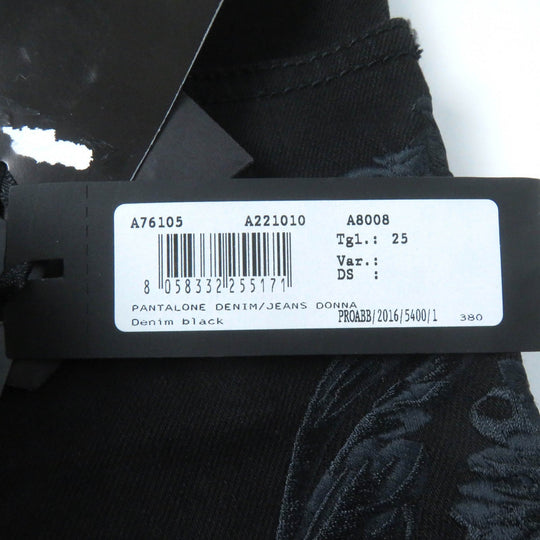 A76105 A221010 A8008
Tgl.: 25
Var.:
DS :
8 058332 255171
PANTALONE DENIM/JEANS DONNA
Denim black PROABB/2016/5400/1 380